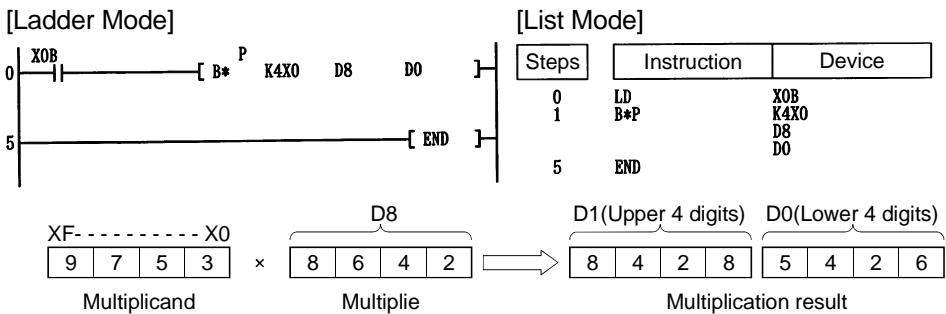 [Ladder Mode]
[List Mode]
0 X0B B* P K4X0 D8 D0
5 END
Steps Instruction Device
0 LD X0B
1 B*P K4X0
D8
D0
5 END
XF- - - - - - - - - - X0
D8
D1(Upper 4 digits) D0(Lower 4 digits)
9 7 5 3 × 8 6 4 2 8 4 2 8 5 4 2 6
Multiplicand Multiplie Multiplication result